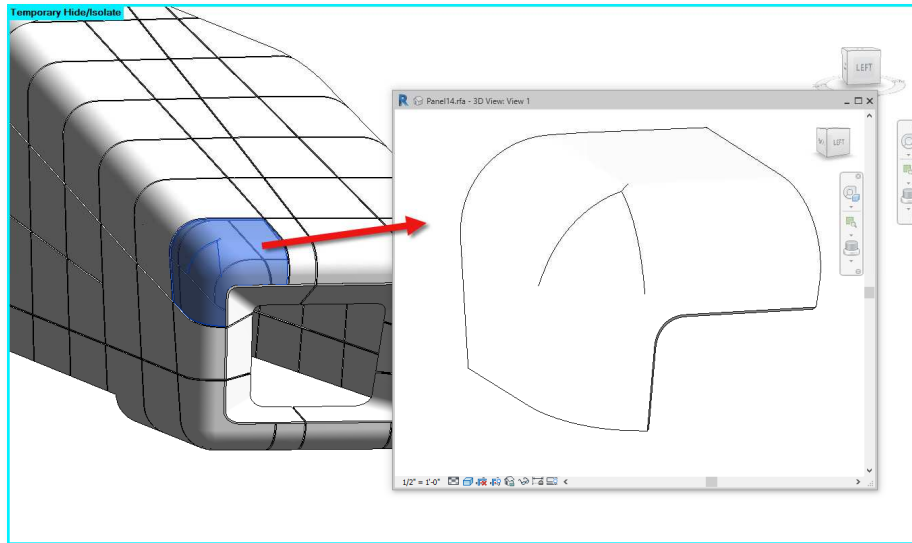 Temporary Hide/Isolate
LEFT
Panel14.rfa - 3D View: View 1
LEFT
1/2" = 1'-0"